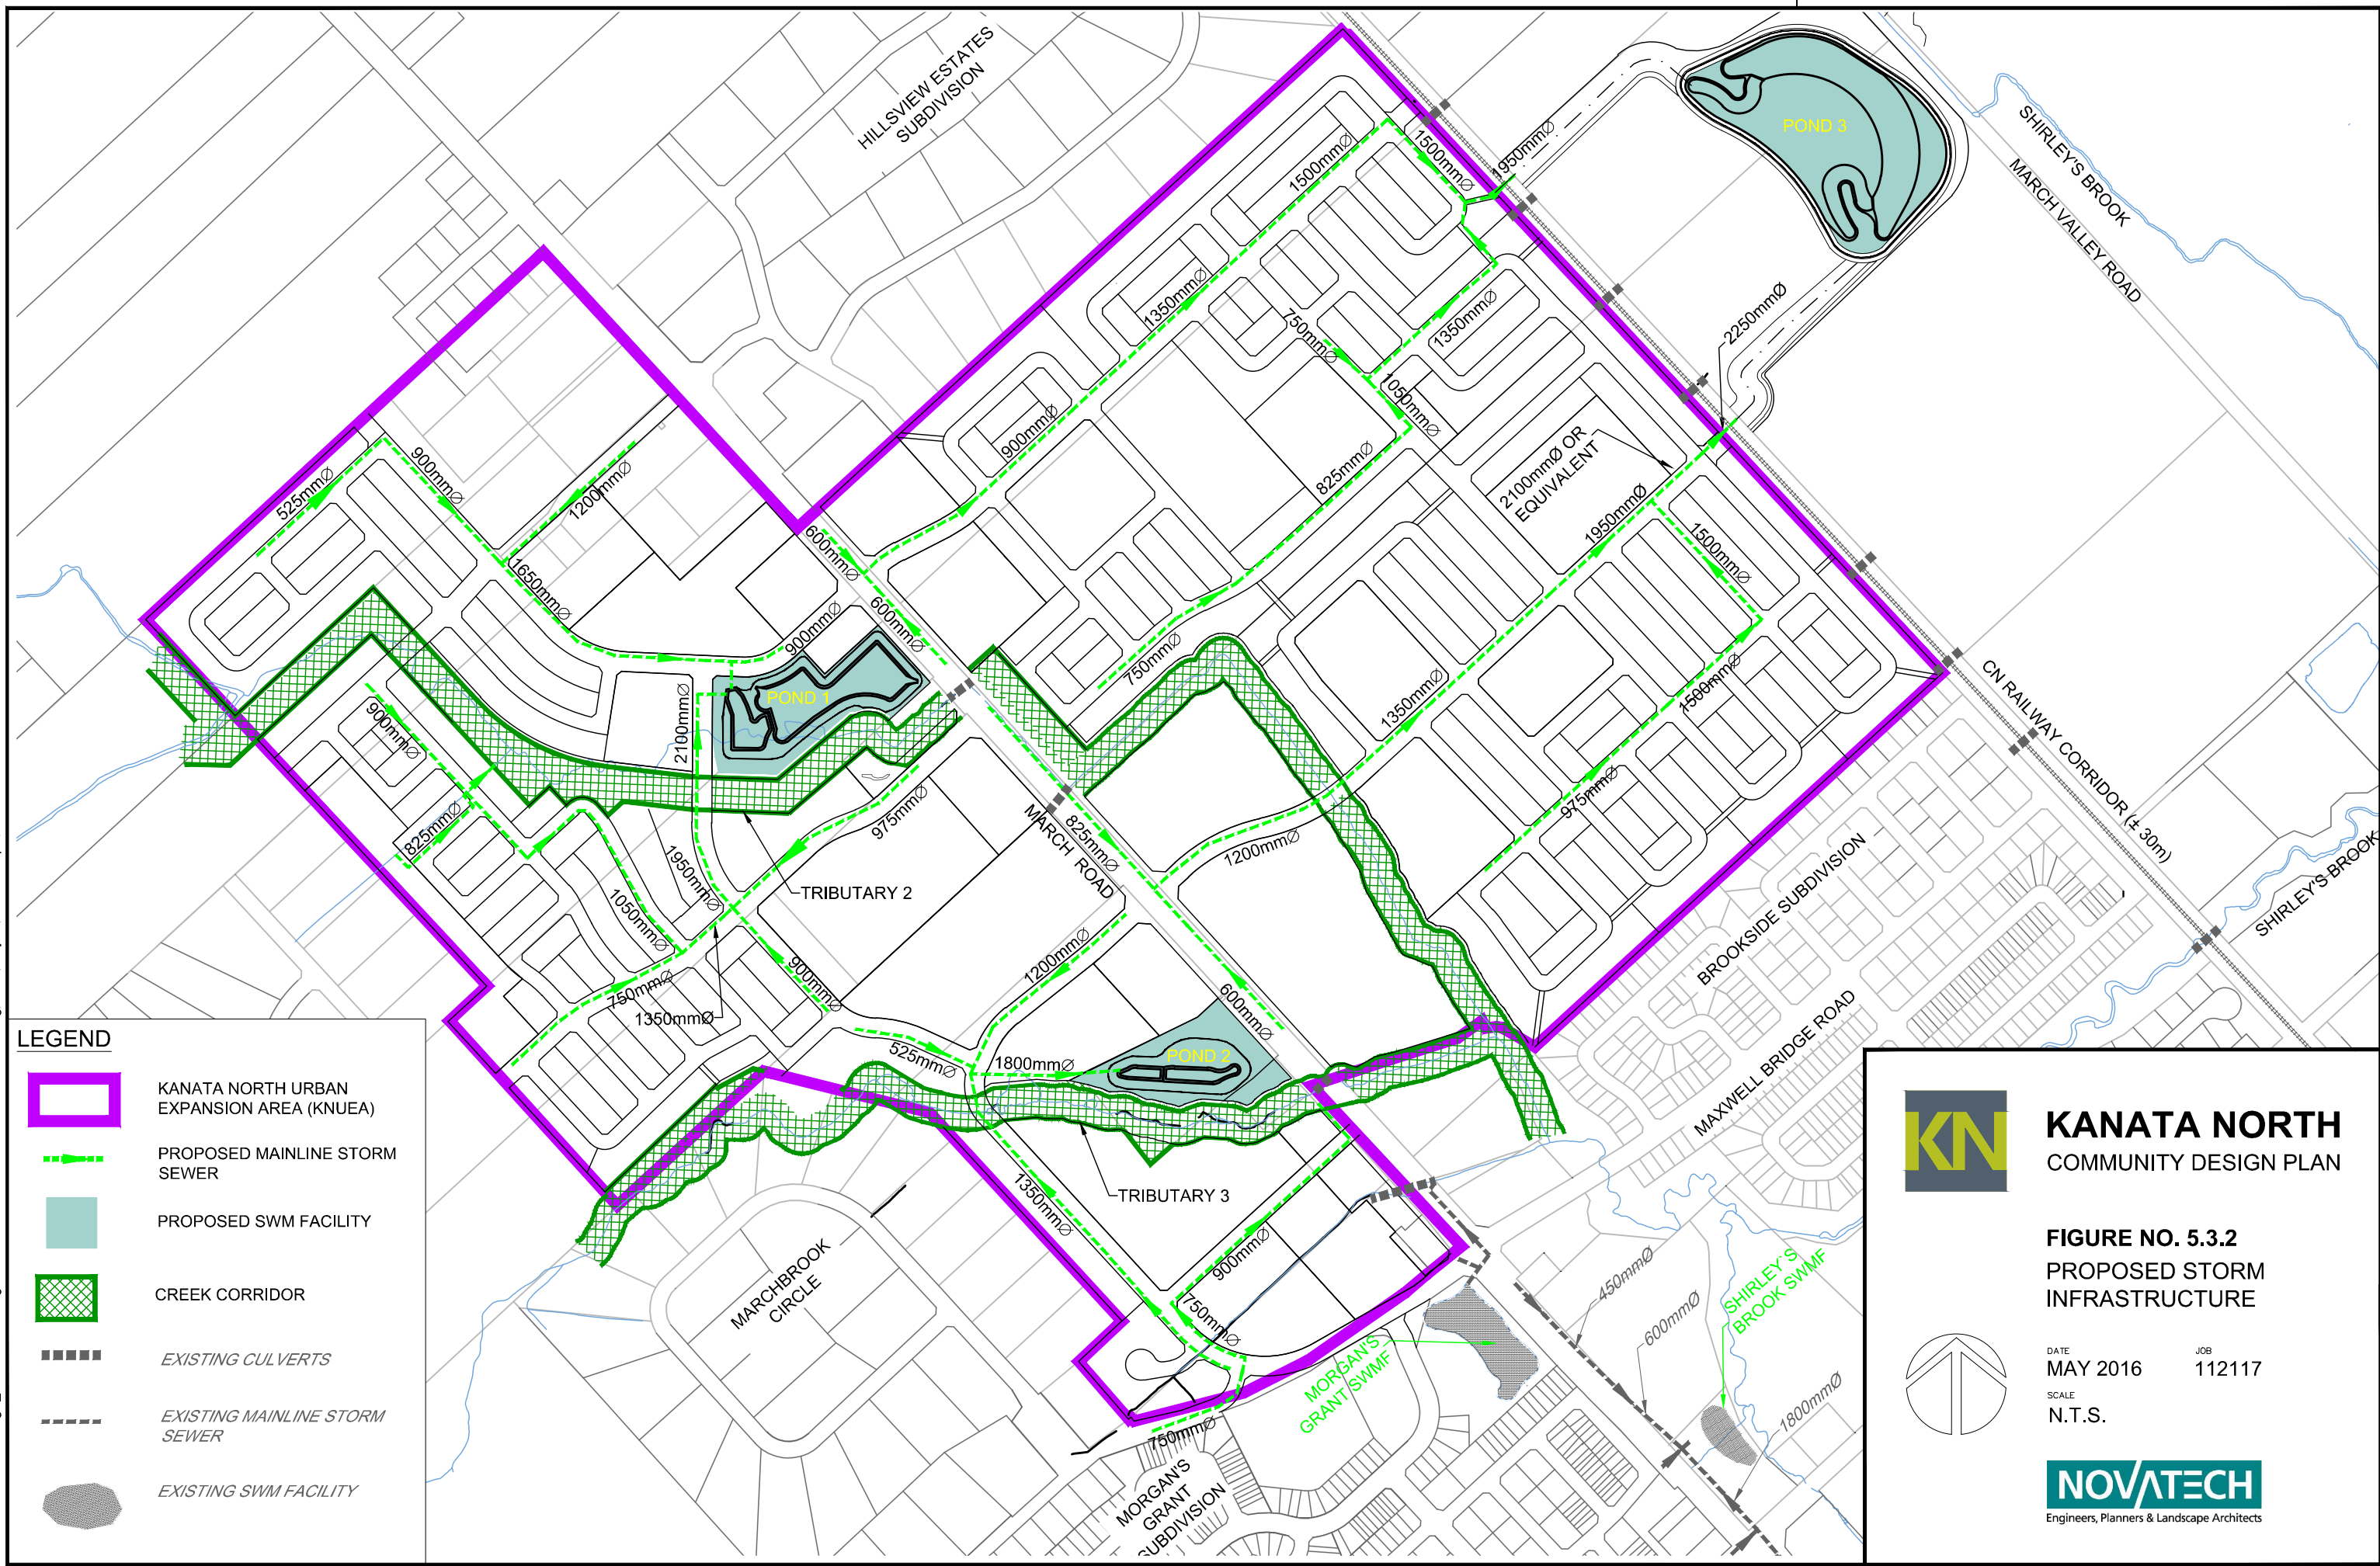 HILLSVIEW ESTATES
SUBDIVISION
POND 3
SHIRLEY'S BROOK
MARCH VALLEY ROAD
1500mmØ
1500mmØ
1950mmØ
1350mmØ
750mmØ
1350mmØ
2250mmØ
1050mmØ
900mmØ
825mmØ
2100mmØ OR
EQUIVALENT
525mmØ
900mmØ
1200mmØ
1650mmØ
600mmØ
600mmØ
900mmØ
1950mmØ
1500mmØ
750mmØ
1350mmØ
1500mmØ
975mmØ
POND 1
2100mmØ
900mmØ
825mmØ
975mmØ
MARCH ROAD
825mmØ
1200mmØ
CN RAILWAY CORRIDOR (± 30m)
SHIRLEY'S BROOK
BROOKSIDE SUBDIVISION
MAXWELL BRIDGE ROAD
1950mmØ
TRIBUTARY 2
1050mmØ
900mmØ
750mmØ
1350mmØ
1200mmØ
600mmØ
525mmØ
1800mmØ
POND 2
TRIBUTARY 3
1350mmØ
900mmØ
750mmØ
750mmØ
MARCHBROOK
CIRCLE
MORGAN'S
GRANT SWMF
MORGAN'S
GRANT
SUBDIVISION
450mmØ
600mmØ
SHIRLEY'S
BROOK SWMF
1800mmØ
LEGEND
KANATA NORTH URBAN
EXPANSION AREA (KNUEA)
PROPOSED MAINLINE STORM
SEWER
PROPOSED SWM FACILITY
CREEK CORRIDOR
EXISTING CULVERTS
EXISTING MAINLINE STORM
SEWER
EXISTING SWM FACILITY
KN
KANATA NORTH
COMMUNITY DESIGN PLAN
FIGURE NO. 5.3.2
PROPOSED STORM
INFRASTRUCTURE
DATE
MAY 2016
JOB
112117
SCALE
N.T.S.
NOVATECH
Engineers, Planners & Landscape Architects